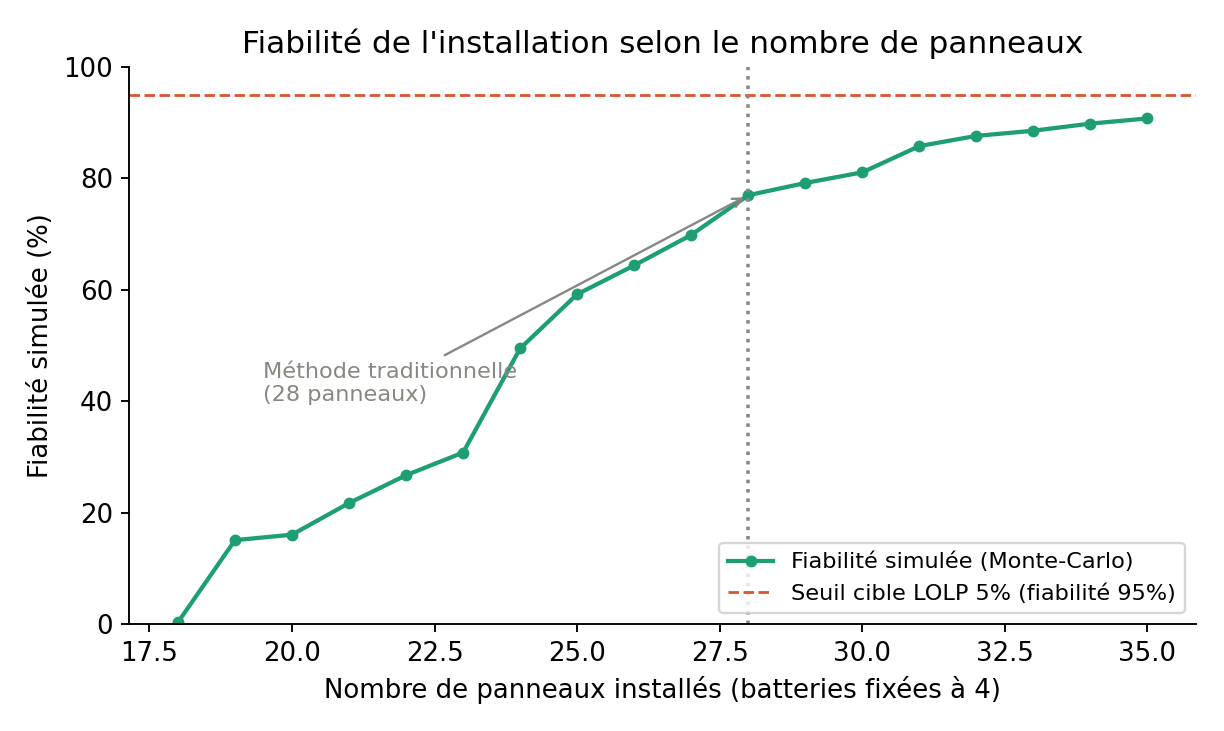 Fiabilité de l'installation selon le nombre de panneaux
100
80
60
40
20
0
Fiabilité simulée (%)
Méthode traditionnelle
(28 panneaux)
Fiabilité simulée (Monte-Carlo)
Seuil cible LOLP 5% (fiabilité 95%)
17.5 20.0 22.5 25.0 27.5 30.0 32.5 35.0
Nombre de panneaux installés (batteries fixées à 4)